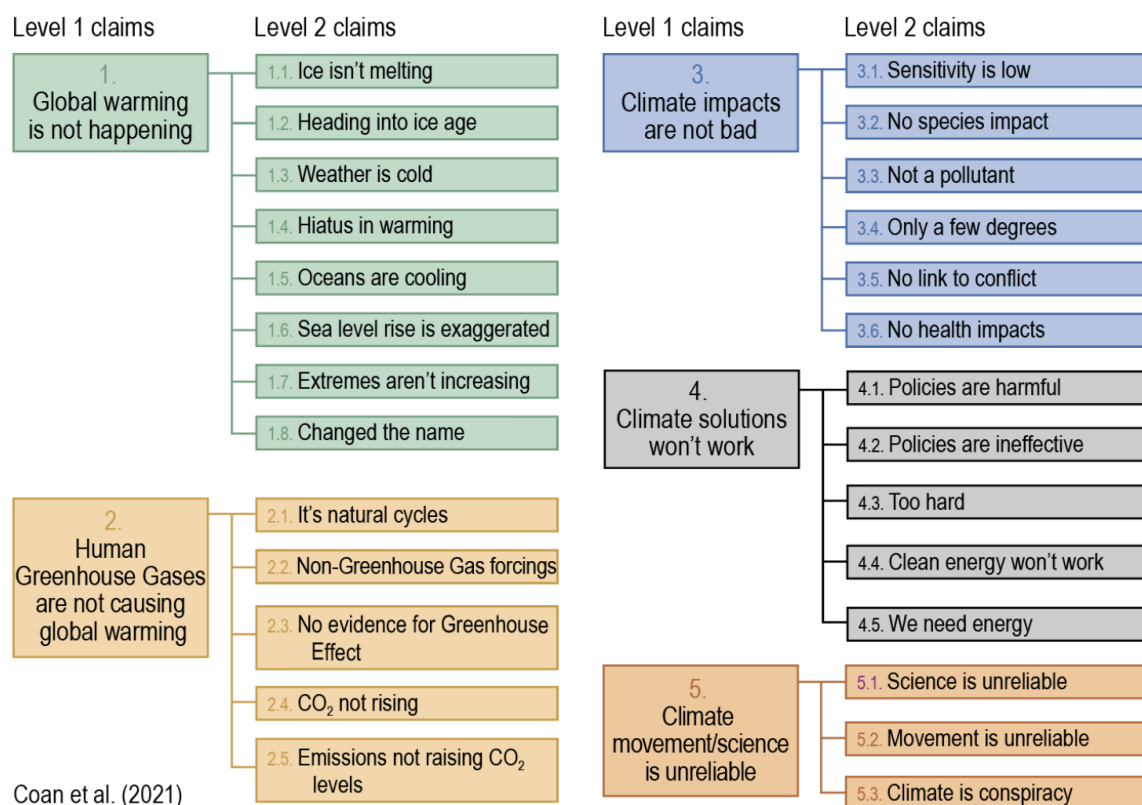 Level 1 claims
Level 2 claims
1.
Global warming
is not happening
1.1. Ice isn't melting
1.2. Heading into ice age
1.3. Weather is cold
1.4. Hiatus in warming
1.5. Oceans are cooling
1.6. Sea level rise is exaggerated
1.7. Extremes aren't increasing
1.8. Changed the name
2.
Human
Greenhouse Gases
are not causing
global warming
2.1. It's natural cycles
2.2. Non-Greenhouse Gas forcings
2.3. No evidence for Greenhouse
Effect
2.4. CO₂ not rising
2.5. Emissions not raising CO₂
levels
Coan et al. (2021)
Level 1 claims
Level 2 claims
3.
Climate impacts
are not bad
3.1. Sensitivity is low
3.2. No species impact
3.3. Not a pollutant
3.4. Only a few degrees
3.5. No link to conflict
3.6. No health impacts
4.
Climate solutions
won't work
4.1. Policies are harmful
4.2. Policies are ineffective
4.3. Too hard
4.4. Clean energy won't work
4.5. We need energy
5.
Climate
movement/science
is unreliable
5.1. Science is unreliable
5.2. Movement is unreliable
5.3. Climate is conspiracy